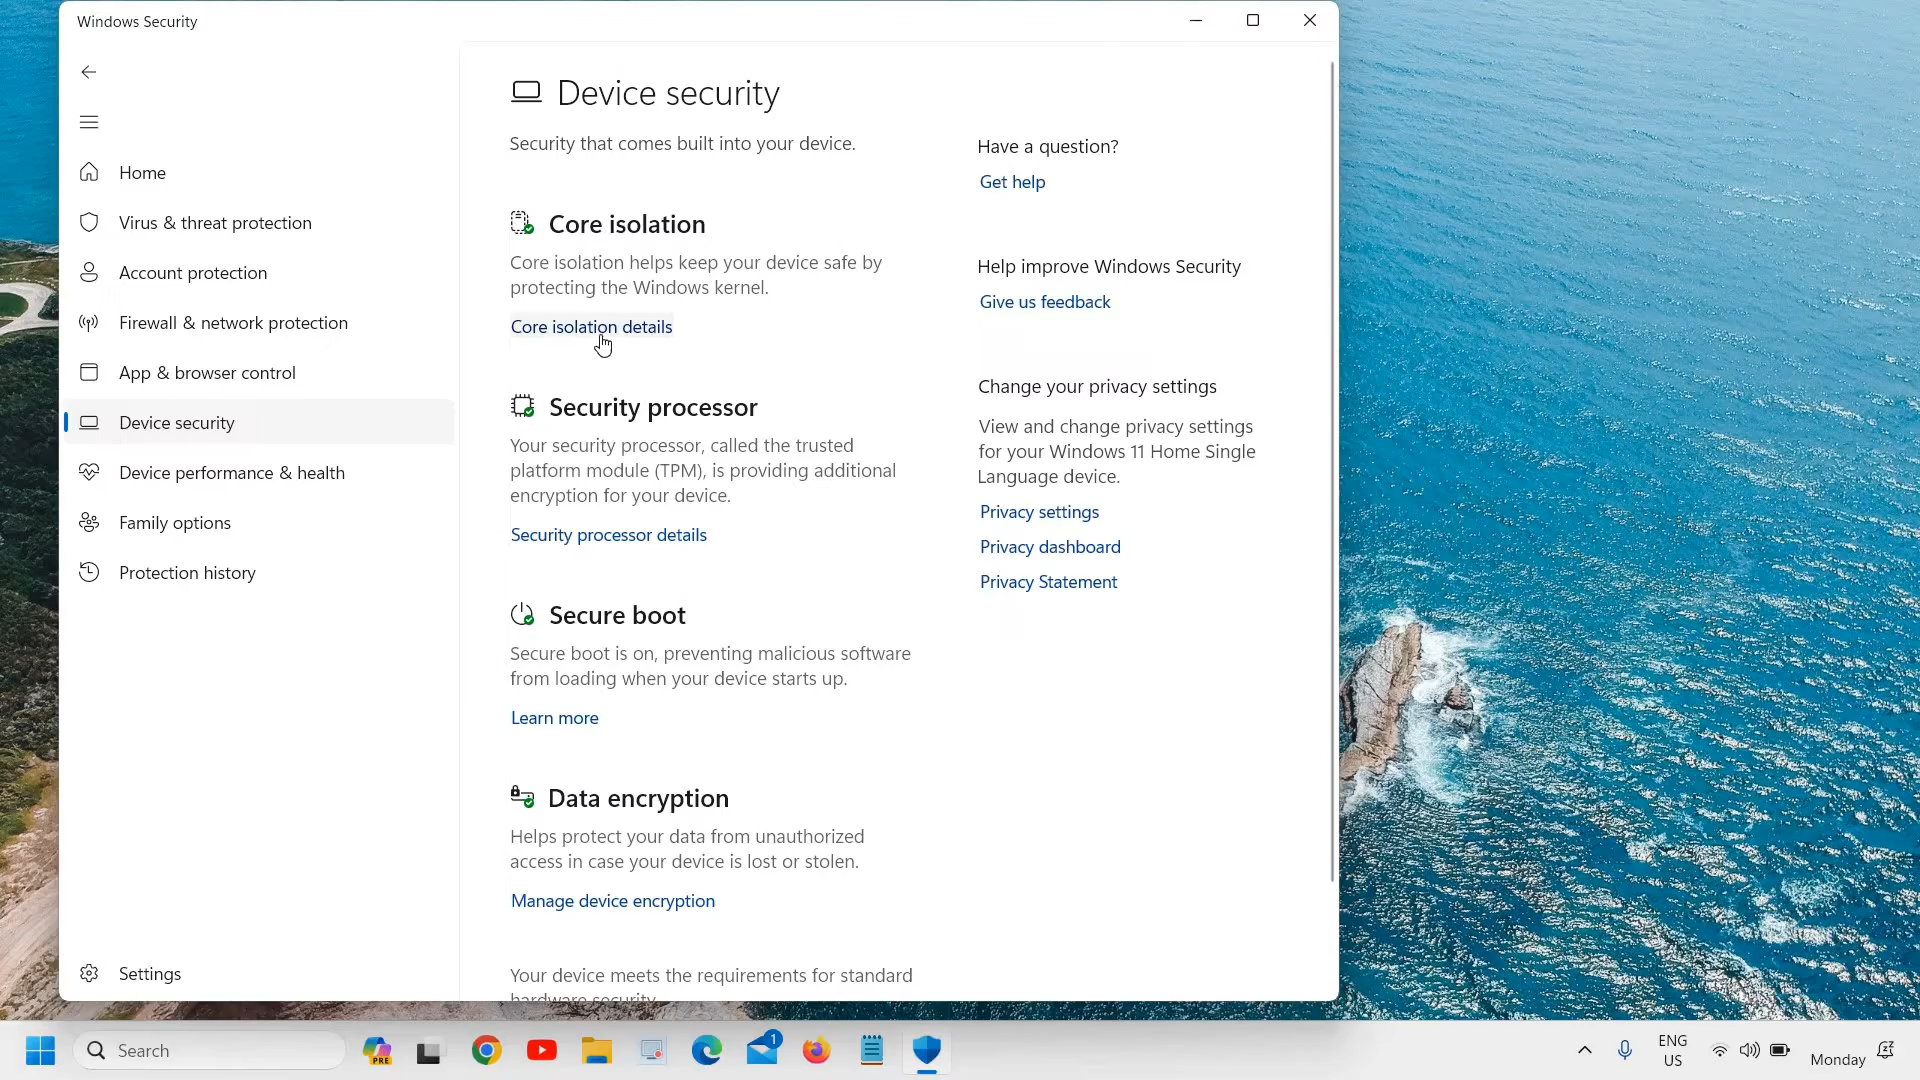 Windows Security
Home
Virus & threat protection
Account protection
Firewall & network protection
App & browser control
Device security
Device performance & health
Family options
Protection history
Settings
Device security
Security that comes built into your device.
Core isolation
Core isolation helps keep your device safe by
protecting the Windows kernel.
Core isolation details
Security processor
Your security processor, called the trusted
platform module (TPM), is providing additional
encryption for your device.
Security processor details
Secure boot
Secure boot is on, preventing malicious software
from loading when your device starts up.
Learn more
Data encryption
Helps protect your data from unauthorized
access in case your device is lost or stolen.
Manage device encryption
Your device meets the requirements for standard
hardware security.
Have a question?
Get help
Help improve Windows Security
Give us feedback
Change your privacy settings
View and change privacy settings
for your Windows 11 Home Single
Language device.
Privacy settings
Privacy dashboard
Privacy Statement
Search
PRE
1
ENG
US
Monday